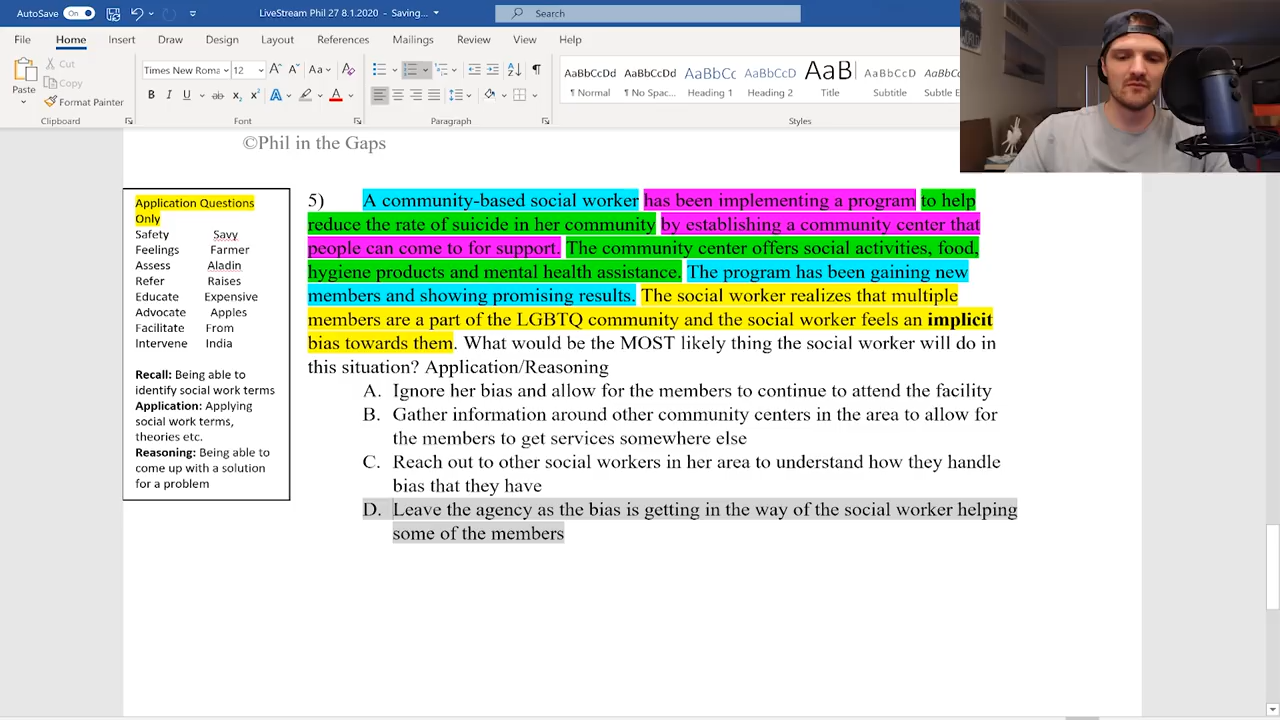 AutoSave On LiveStream Phil 27 8.1.2020 - Saving... Search
File Home Insert Draw Design Layout References Mailings Review View Help
Paste Cut Copy Format Painter
Times New Roma 12 Aa
B I U ab x₂ x² A A
AaBbCcDd AaBbCcDd AaBbCc AaBbCcD AaB AaBbCcD AaBbCcD
¶ Normal ¶ No Spac... Heading 1 Heading 2 Title Subtitle Subtle E
Clipboard Font Paragraph Styles
©Phil in the Gaps
Application Questions
Only
Safety Savy
Feelings Farmer
Assess Aladin
Refer Raises
Educate Expensive
Advocate Apples
Facilitate From
Intervene India
Recall: Being able to
identify social work terms
Application: Applying
social work terms,
theories etc.
Reasoning: Being able to
come up with a solution
for a problem
5) A community-based social worker has been implementing a program to help
reduce the rate of suicide in her community by establishing a community center that
people can come to for support. The community center offers social activities, food,
hygiene products and mental health assistance. The program has been gaining new
members and showing promising results. The social worker realizes that multiple
members are a part of the LGBTQ community and the social worker feels an implicit
bias towards them. What would be the MOST likely thing the social worker will do in
this situation? Application/Reasoning
A. Ignore her bias and allow for the members to continue to attend the facility
B. Gather information around other community centers in the area to allow for
the members to get services somewhere else
C. Reach out to other social workers in her area to understand how they handle
bias that they have
D. Leave the agency as the bias is getting in the way of the social worker helping
some of the members